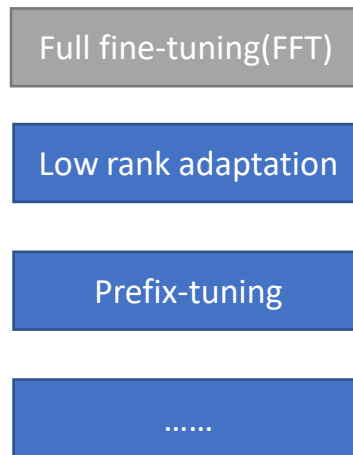 Full fine-tuning(FFT)
Low rank adaptation
Prefix-tuning
......